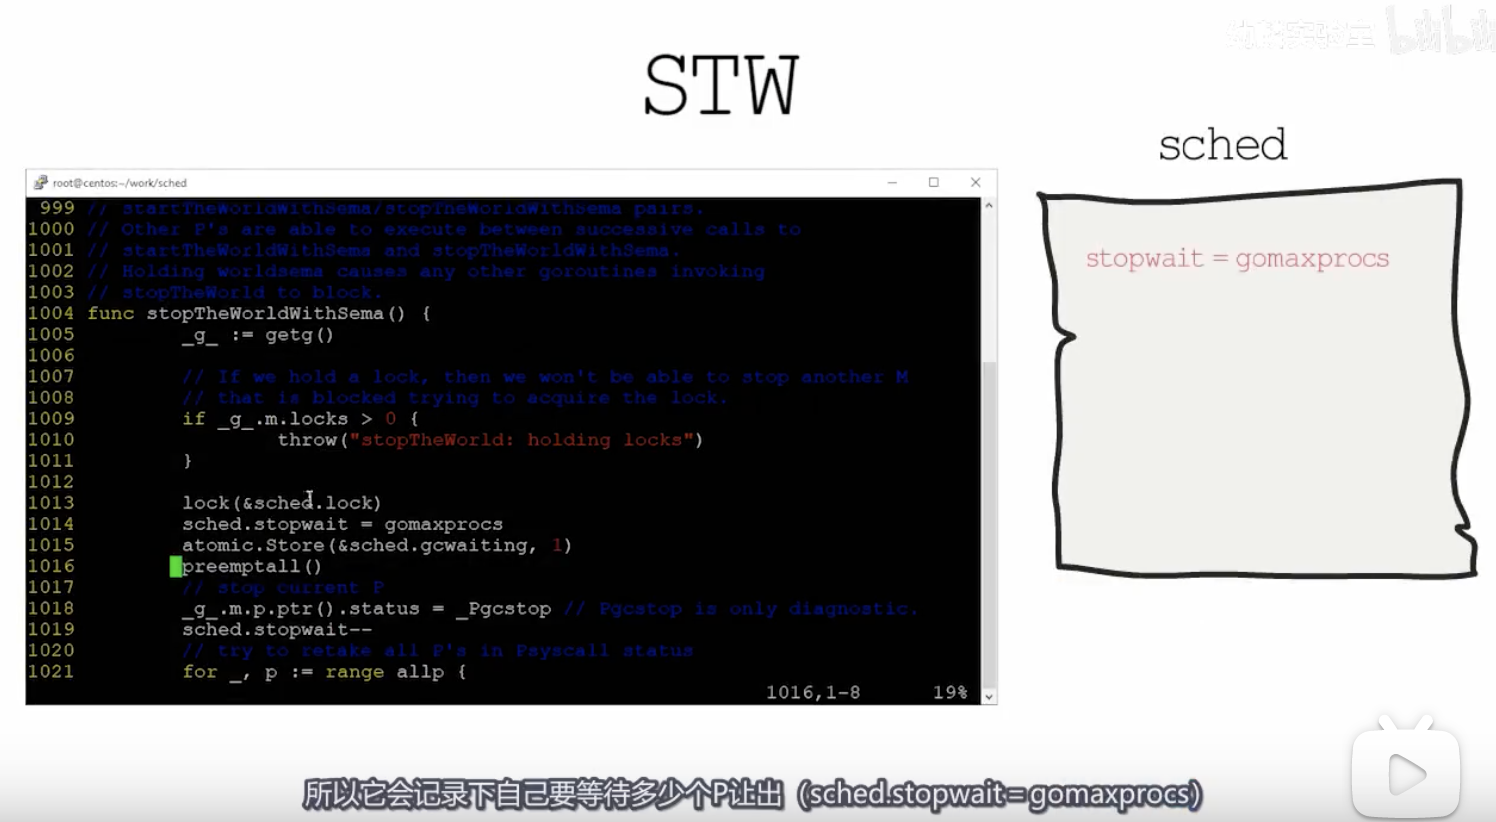 bilibili
STW
sched
root@centos:~/work/sched
stopwait = gomaxprocs
999 // startTheWorldWithSema/stopTheWorldWithSema pairs.
1000 // Other P's are able to execute between successive calls to
1001 // startTheWorldWithSema and stopTheWorldWithSema.
1002 // Holding worldsema causes any other goroutines invoking
1003 // stopTheWorld to block.
1004 func stopTheWorldWithSema() {
1005 _g_ := getg()
1006
1007 // If we hold a lock, then we won't be able to stop another M
1008 // that is blocked trying to acquire the lock.
1009 if _g_.m.locks > 0 {
1010 throw("stopTheWorld: holding locks")
1011 }
1012
1013 lock(&sched.lock)
1014 sched.stopwait = gomaxprocs
1015 atomic.Store(&sched.gcwaiting, 1)
1016 preemptall()
1017 // stop current P
1018 _g_.m.p.ptr().status = _Pgcstop // Pgcstop is only diagnostic.
1019 sched.stopwait--
1020 // try to retake all P's in Psyscall status
1021 for _, p := range allp {
1016,1-8 19%
所以它会记录下自己要等待多少个P让出（sched.stopwait = gomaxprocs）